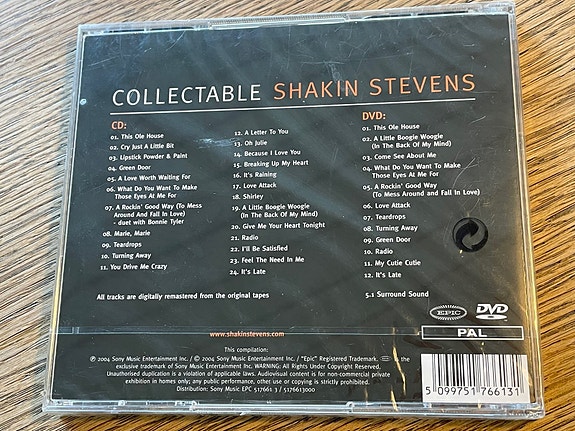 COLLECTABLE SHAKIN STEVENS
CD:
01. This Ole House
02. Cry Just A Little Bit
03. Lipstick Powder & Paint
04. Green Door
05. A Love Worth Waiting For
06. What Do You Want To Make
Those Eyes At Me For
07. A Rockin' Good Way (To Mess
Around And Fall In Love)
- duet with Bonnie Tyler
08. Marie, Marie
09. Teardrops
10. Turning Away
11. You Drive Me Crazy
12. A Letter To You
13. Oh Julie
14. Because I Love You
15. Breaking Up My Heart
16. It's Raining
17. Love Attack
18. Shirley
19. A Little Boogie Woogie
(In The Back Of My Mind)
20. Give Me Your Heart Tonight
21. Radio
22. I'll Be Satisfied
23. Feel The Need In Me
24. It's Late
DVD:
01. This Ole House
02. A Little Boogie Woogie
(In The Back Of My Mind)
03. Come See About Me
04. What Do You Want To Make
Those Eyes At Me For
05. A Rockin' Good Way
(To Mess Around and Fall In Love)
06. Love Attack
07. Teardrops
08. Turning Away
09. Green Door
10. Radio
11. My Cutie Cutie
12. It's Late
5.1 Surround Sound
All tracks are digitally remastered from the original tapes
EPIC
DVD
PAL
www.shakinstevens.com
This compilation:
℗ 2004 Sony Music Entertainment Inc. / © 2004 Sony Music Entertainment Inc. / "Epic" Registered Trademark. is the
exclusive trademark of Sony Music Entertainment Inc. WARNING: All Rights Under Copyright Reserved.
Unauthorised duplication is a violation of applicable laws. Audiovisual content is for non-commercial private
exhibition in homes only; any public performance, other use or copying is strictly prohibited.
Distribution: Sony Music EPC 517661 3 / 5176613000
5 099751 766131